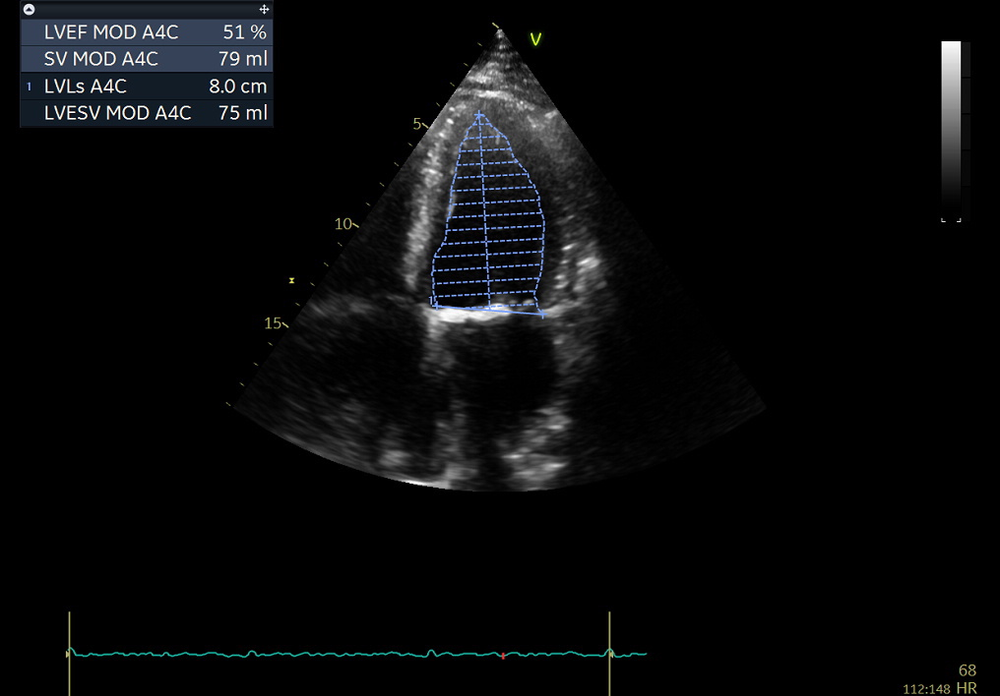 LVEF MOD A4C 51 %
SV MOD A4C 79 ml
1 LVLs A4C 8.0 cm
LVESV MOD A4C 75 ml
V
5
10
15
1
68
112:148 HR